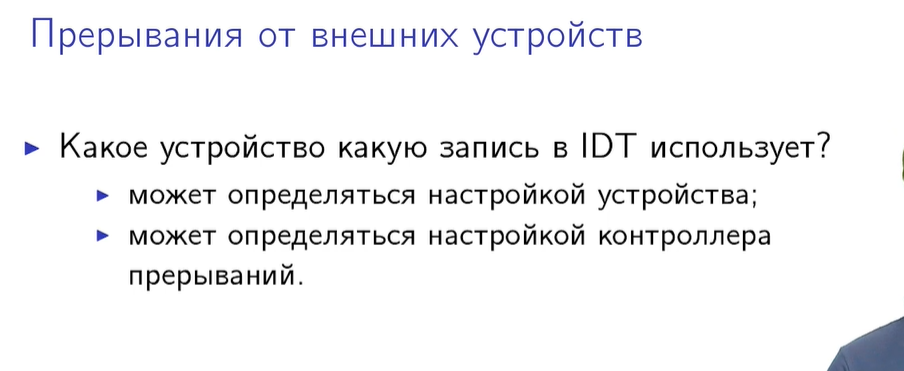 Прерывания от внешних устройств
▶ Какое устройство какую запись в IDT использует?
▶ может определяться настройкой устройства;
▶ может определяться настройкой контроллера
прерываний.